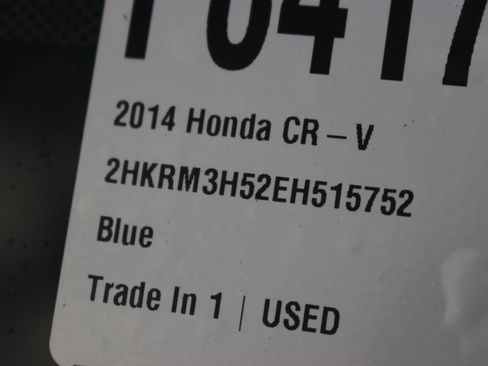 2014 Honda CR – V
2HKRM3H52EH515752
Blue
Trade In 1 | USED